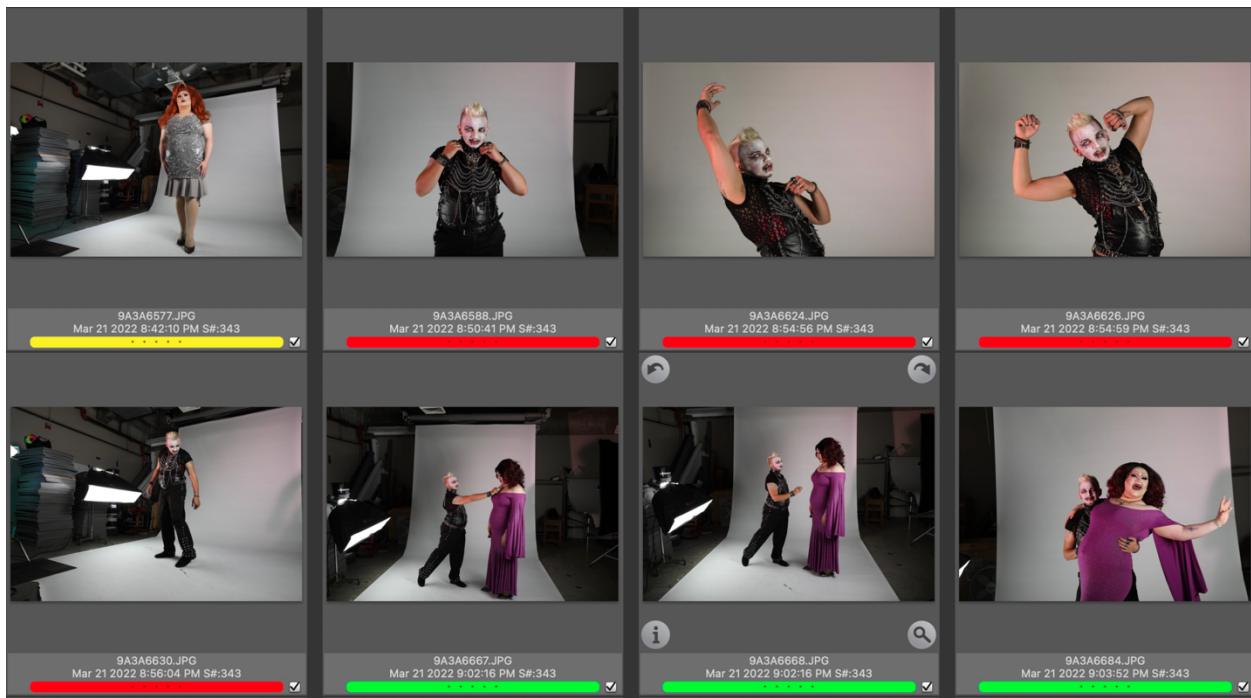 9A3A6577.JPG
Mar 21 2022 8:42:10 PM S#:343
9A3A6588.JPG
Mar 21 2022 8:50:41 PM S#:343
9A3A6624.JPG
Mar 21 2022 8:54:56 PM S#:343
9A3A6626.JPG
Mar 21 2022 8:54:59 PM S#:343
9A3A6630.JPG
Mar 21 2022 8:56:04 PM S#:343
9A3A6667.JPG
Mar 21 2022 9:02:16 PM S#:343
9A3A6668.JPG
Mar 21 2022 9:02:16 PM S#:343
9A3A6684.JPG
Mar 21 2022 9:03:52 PM S#:343